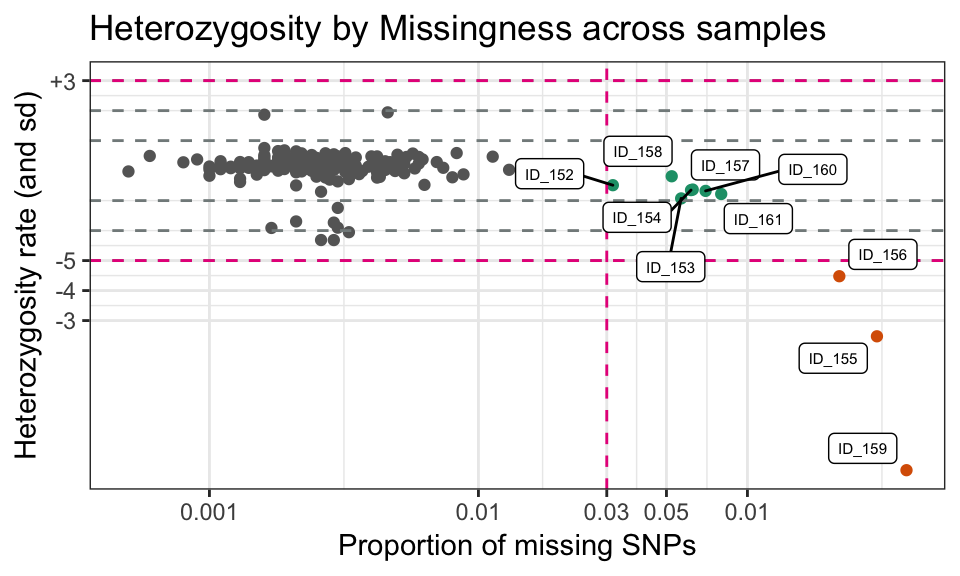 Heterozygosity by Missingness across samples
Heterozygosity rate (and sd)
+3
-5
-4
-3
ID_158
ID_152
ID_157
ID_160
ID_154
ID_161
ID_153
ID_156
ID_155
ID_159
0.001
0.01
0.03
0.05
0.01
Proportion of missing SNPs